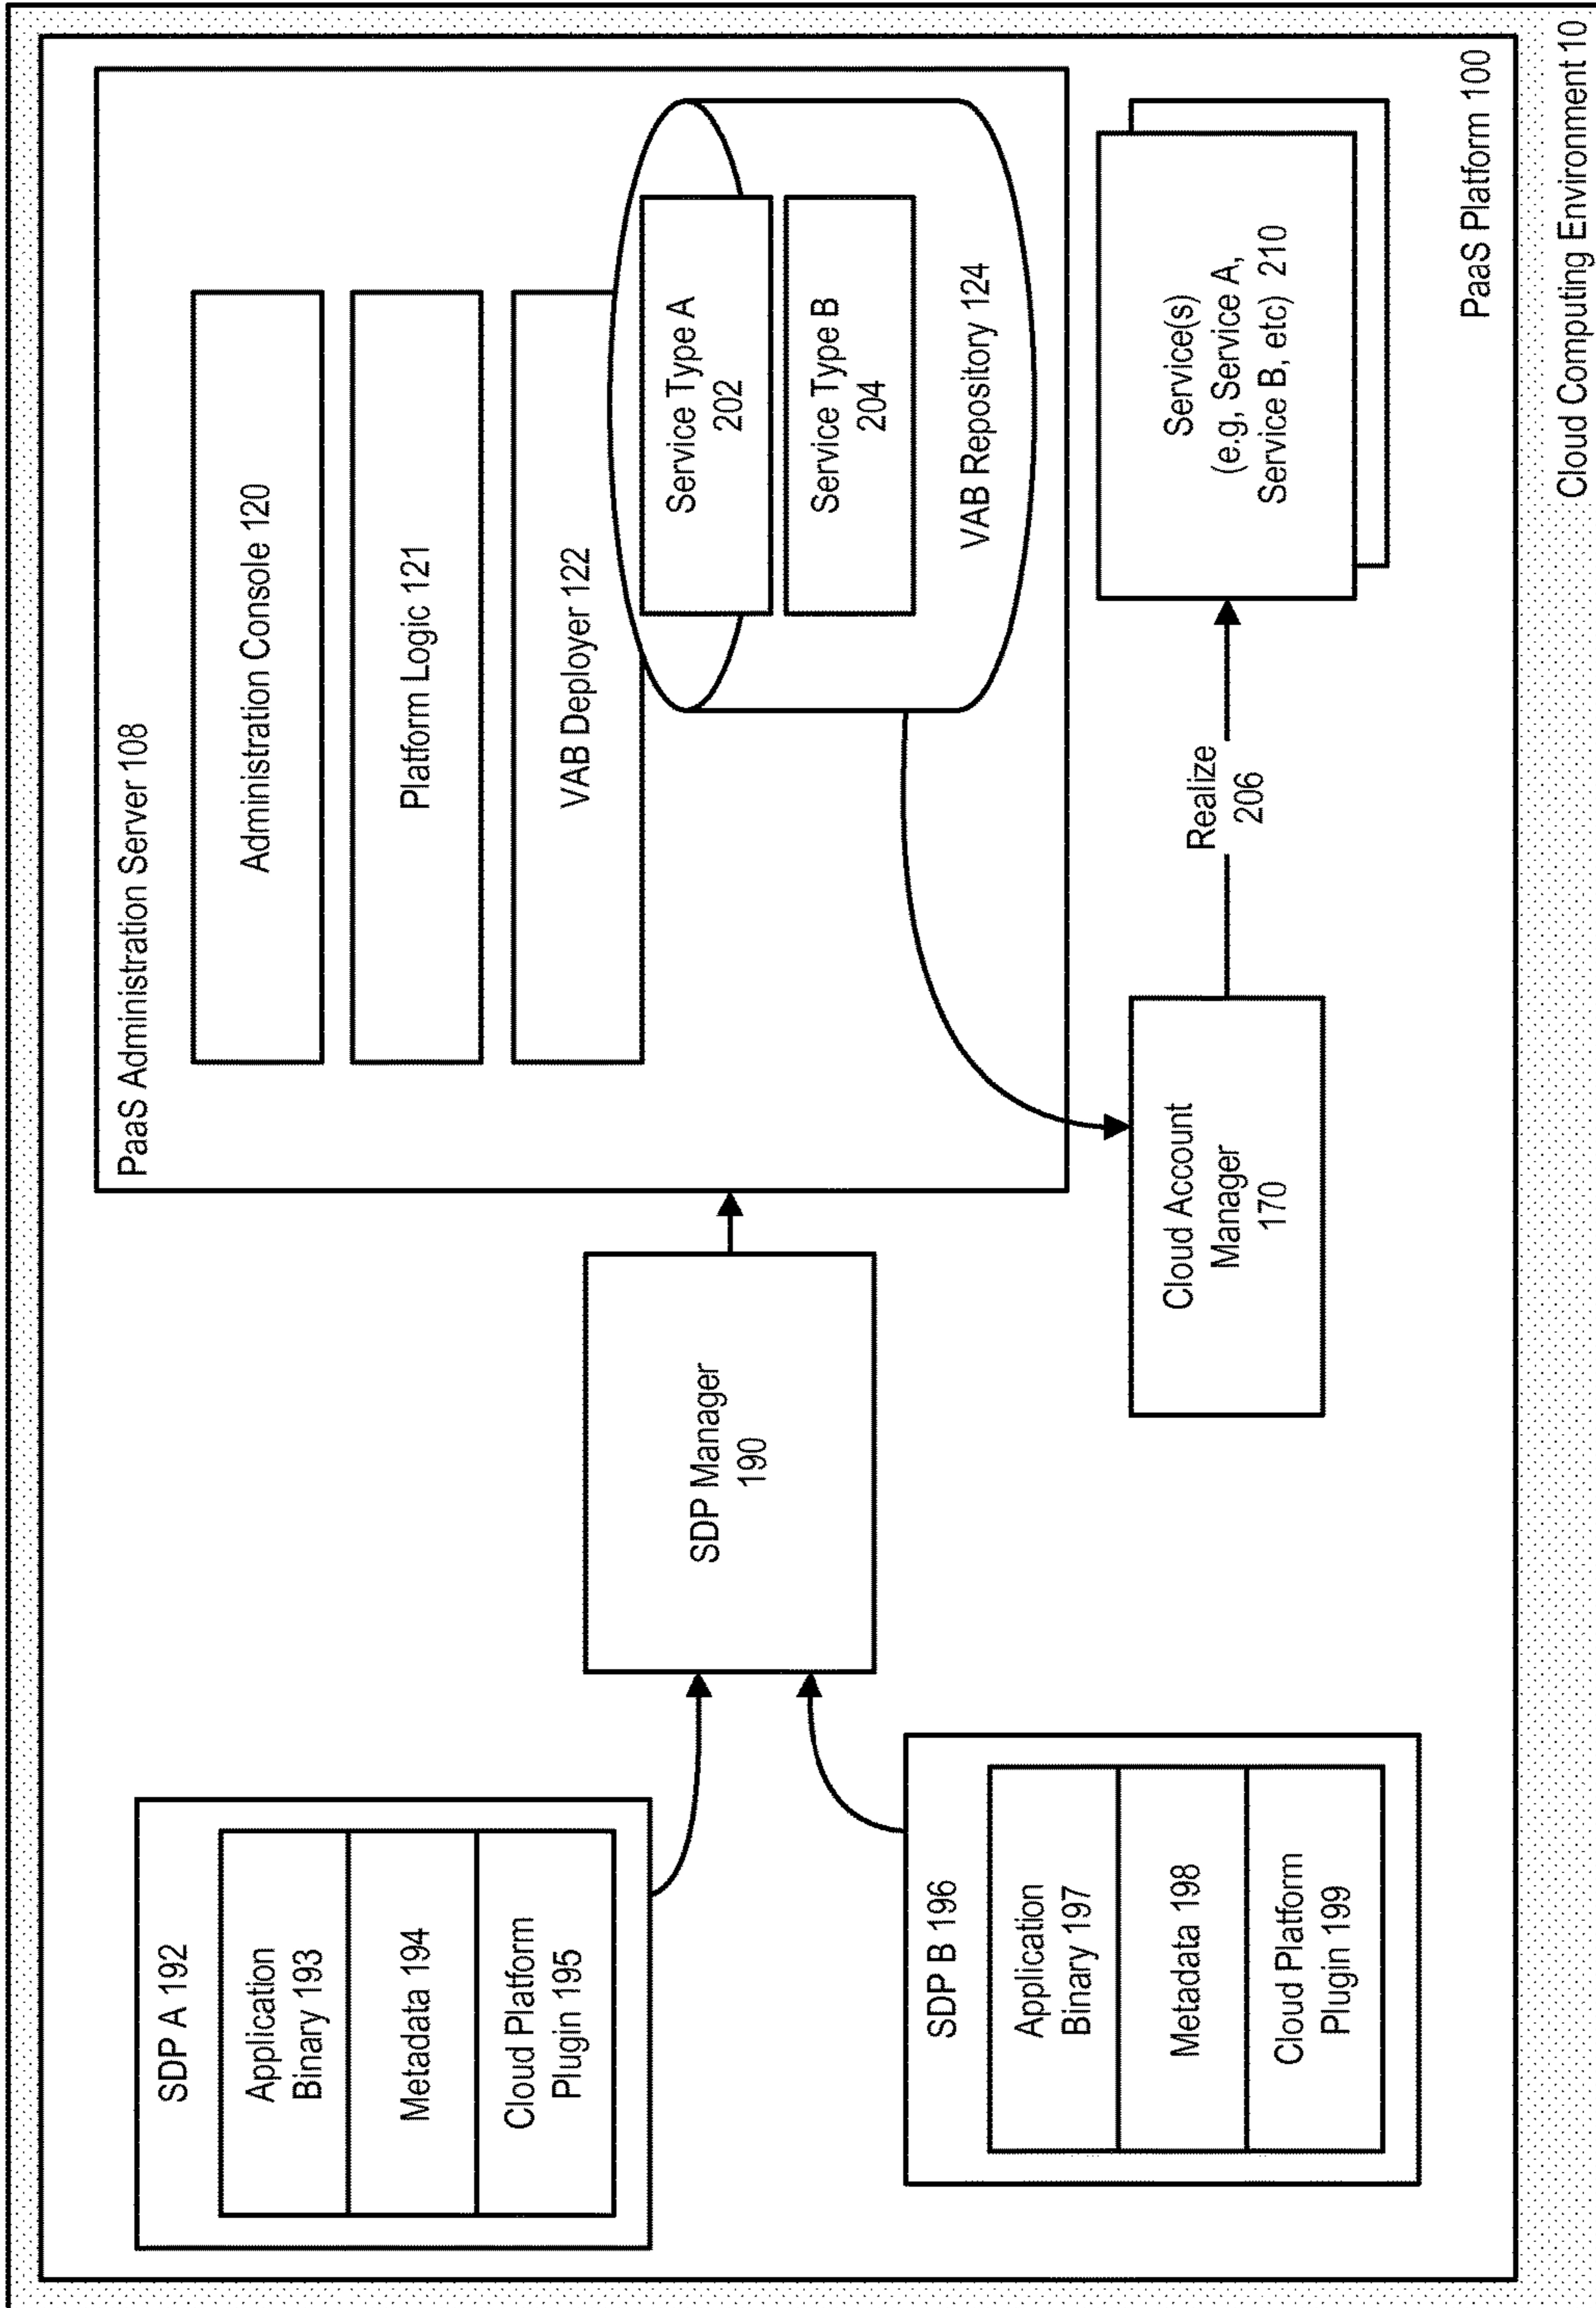 SDP A 192
Application
Binary 193
Metadata 194
Cloud Platform
Plugin 195
SDP B 196
Application
Binary 197
Metadata 198
Cloud Platform
Plugin 199
SDP Manager
190
PaaS Administration Server 108
Administration Console 120
Platform Logic 121
VAB Deployer 122
Service Type A
202
Service Type B
204
VAB Repository 124
Cloud Account
Manager
170
Realize
206
Service(s)
(e.g, Service A,
Service B, etc) 210
PaaS Platform 100
Cloud Computing Environment 10